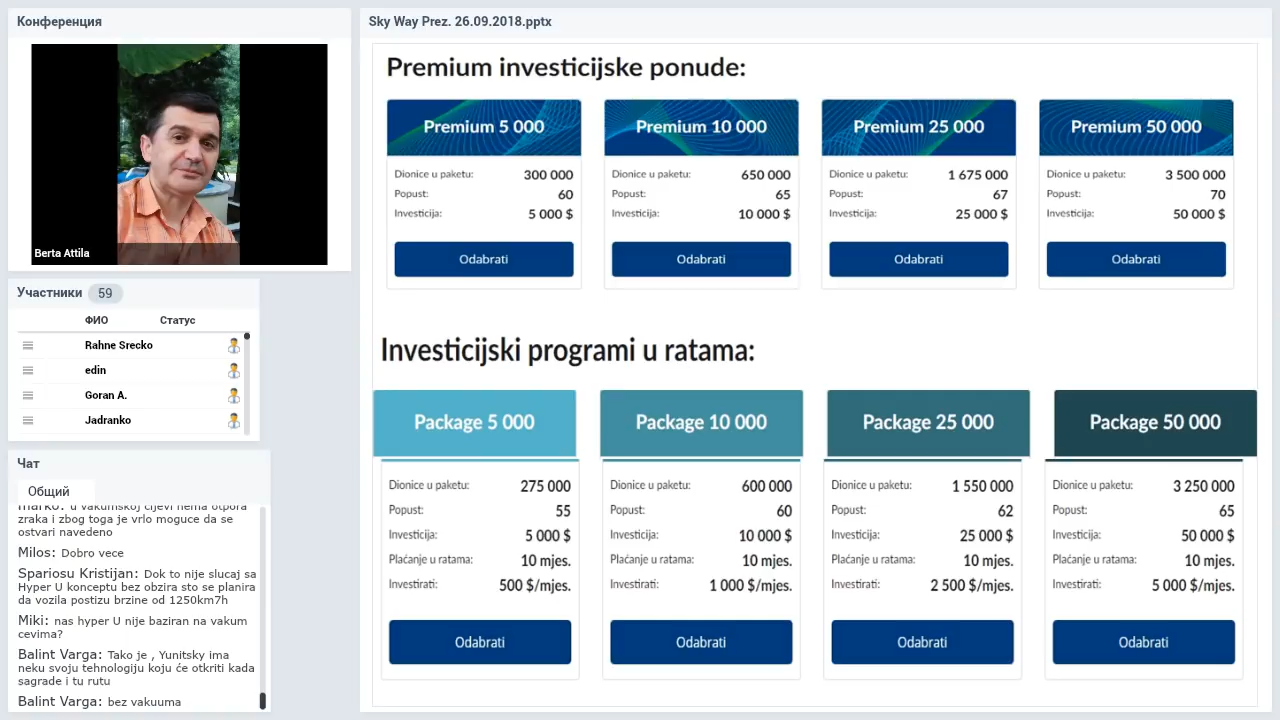 Конференция
Berta Attila
Участники 59
ФИО Статус
Rahne Srecko
edin
Goran A.
Jadranko
Чат
Общий
marko: u vakumskoj cijevi nema otpora
zraka i zbog toga je vrlo moguce da se
ostvari navedeno
Milos: Dobro vece
Spariosu Kristijan: Dok to nije slucaj sa
Hyper U konceptu bez obzira sto se planira
da vozila postizu brzine od 1250km7h
Miki: nas hyper U nije baziran na vakum
cevima?
Balint Varga: Tako je , Yunitsky ima
neku svoju tehnologiju koju će otkriti kada
sagrade i tu rutu
Balint Varga: bez vakuuma
Sky Way Prez. 26.09.2018.pptx
Premium investicijske ponude:
Premium 5 000 Premium 10 000 Premium 25 000 Premium 50 000
Dionice u paketu: 300 000 Dionice u paketu: 650 000 Dionice u paketu: 1 675 000 Dionice u paketu: 3 500 000
Popust: 60 Popust: 65 Popust: 67 Popust: 70
Investicija: 5 000 $ Investicija: 10 000 $ Investicija: 25 000 $ Investicija: 50 000 $
Odabrati Odabrati Odabrati Odabrati
Investicijski programi u ratama:
Package 5 000 Package 10 000 Package 25 000 Package 50 000
Dionice u paketu: 275 000 Dionice u paketu: 600 000 Dionice u paketu: 1 550 000 Dionice u paketu: 3 250 000
Popust: 55 Popust: 60 Popust: 62 Popust: 65
Investicija: 5 000 $ Investicija: 10 000 $ Investicija: 25 000 $ Investicija: 50 000 $
Plaćanje u ratama: 10 mjes. Plaćanje u ratama: 10 mjes. Plaćanje u ratama: 10 mjes. Plaćanje u ratama: 10 mjes.
Investirati: 500 $/mjes. Investirati: 1 000 $/mjes. Investirati: 2 500 $/mjes. Investirati: 5 000 $/mjes.
Odabrati Odabrati Odabrati Odabrati